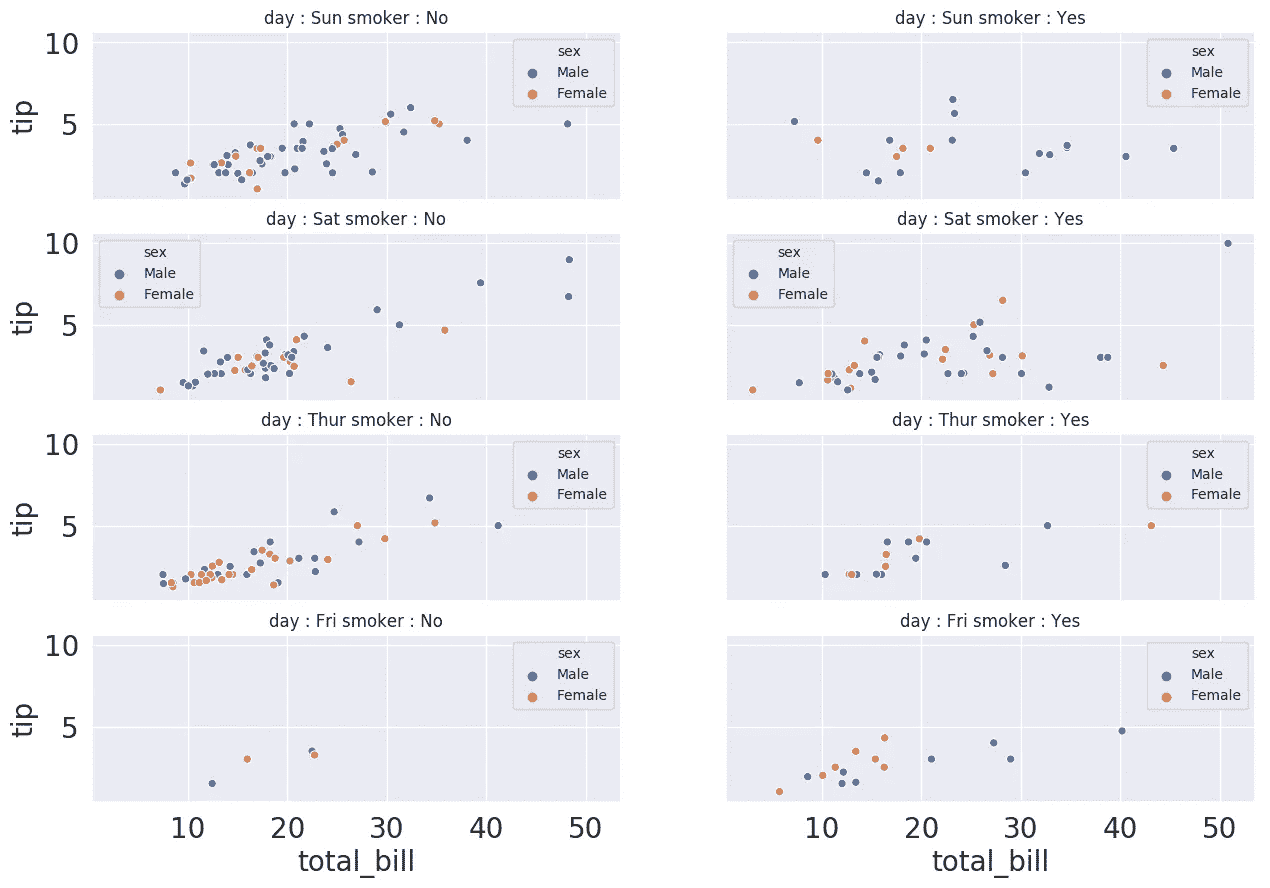 day : Sun smoker : No
10
5
tip
sex
Male
Female
day : Sun smoker : Yes
sex
Male
Female
day : Sat smoker : No
10
5
tip
sex
Male
Female
day : Sat smoker : Yes
sex
Male
Female
day : Thur smoker : No
10
5
tip
sex
Male
Female
day : Thur smoker : Yes
sex
Male
Female
day : Fri smoker : No
10
5
tip
sex
Male
Female
10 20 30 40 50
total_bill
day : Fri smoker : Yes
sex
Male
Female
10 20 30 40 50
total_bill